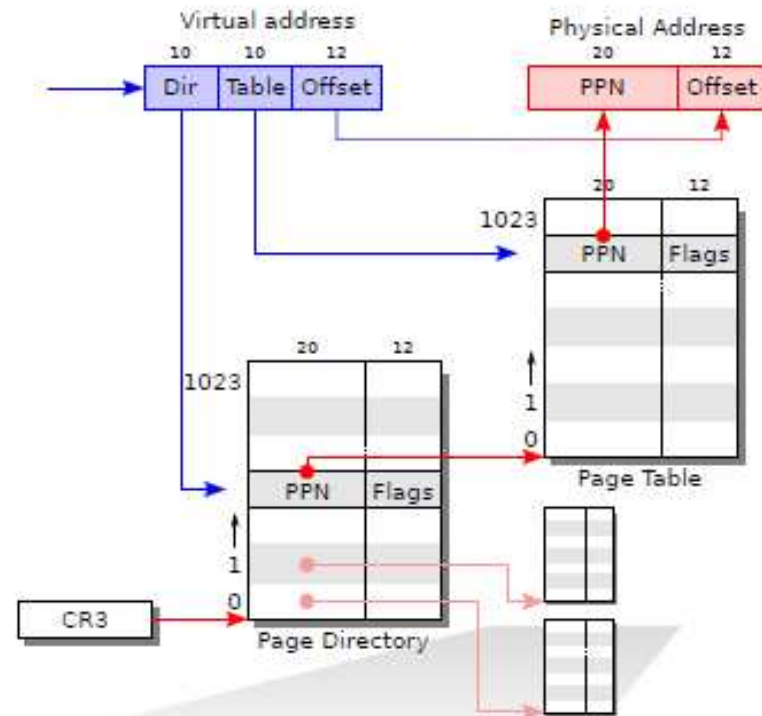 Virtual address
Physical Address
10 10 12
20 12
Dir Table Offset
PPN Offset
20 12
1023
PPN Flags
20 12
1023
1
0
Page Table
PPN Flags
1
0
CR3
Page Directory